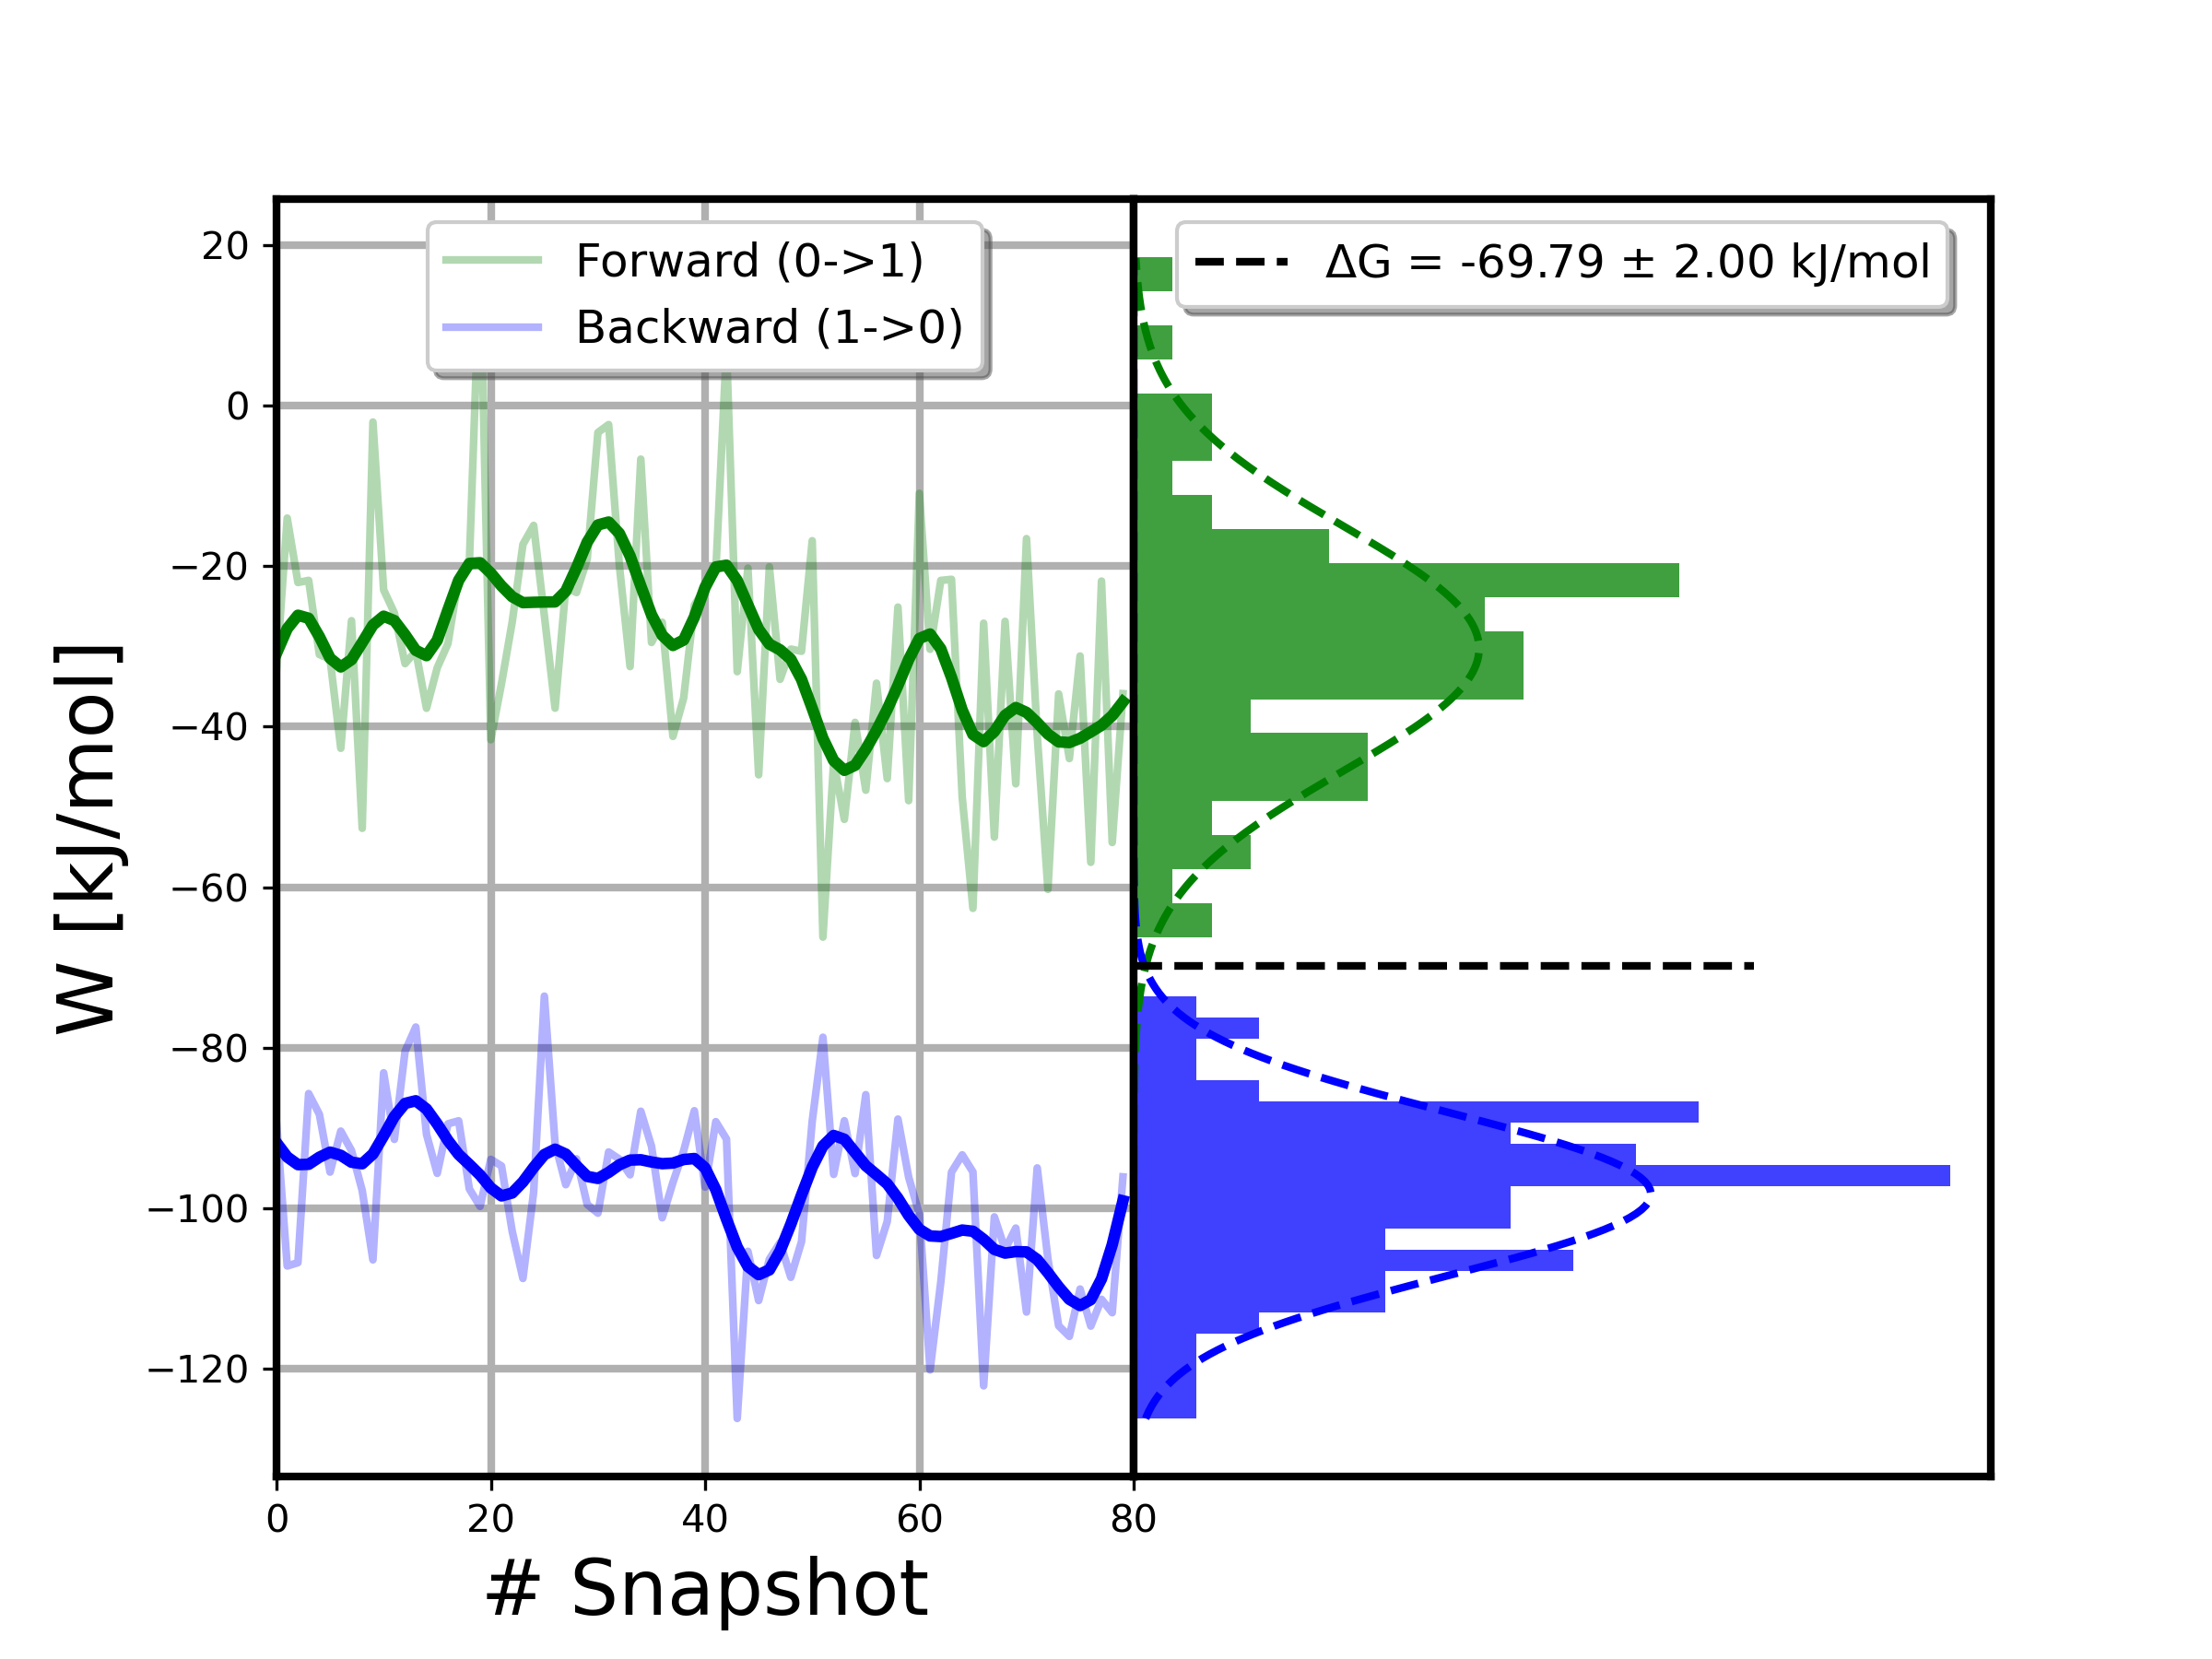 Forward (0->1)
Backward (1->0)
ΔG = -69.79 ± 2.00 kJ/mol
W [kJ/mol]
20
0
−20
−40
−60
−80
−100
−120
0 20 40 60 80
# Snapshot